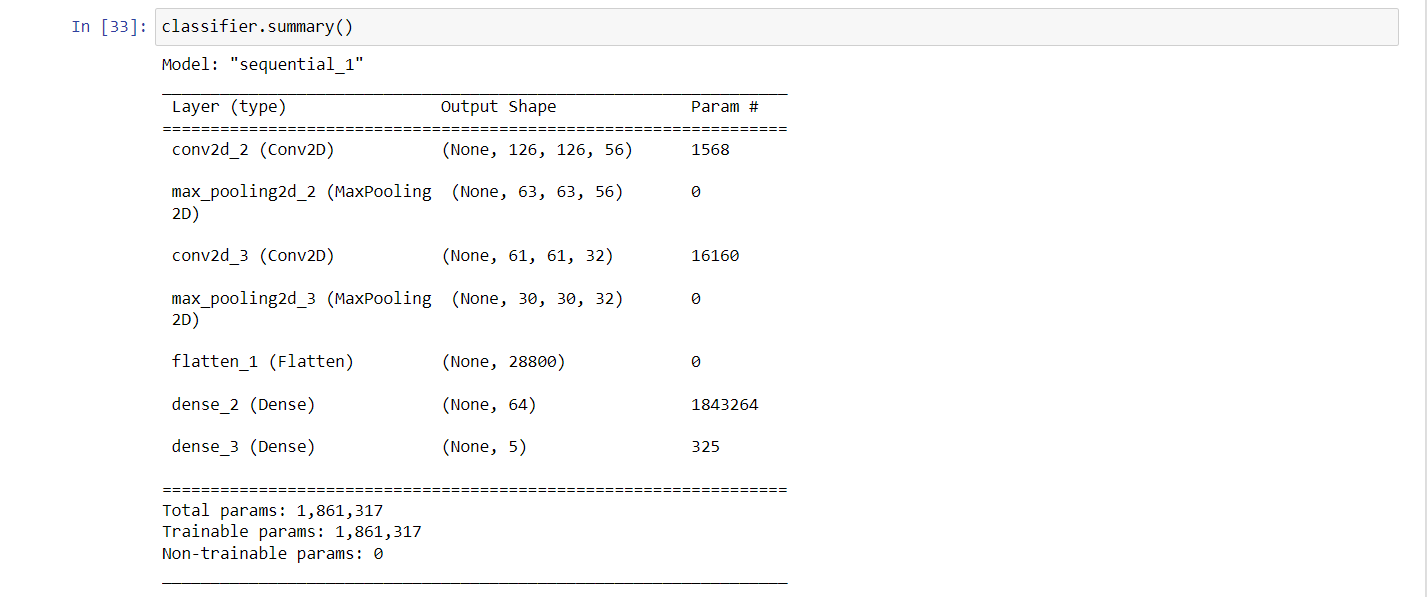 In [33]: classifier.summary()
Model: "sequential_1"
_________________________________________________________________
Layer (type) Output Shape Param #
=================================================================
conv2d_2 (Conv2D) (None, 126, 126, 56) 1568
max_pooling2d_2 (MaxPooling (None, 63, 63, 56) 0
2D)
conv2d_3 (Conv2D) (None, 61, 61, 32) 16160
max_pooling2d_3 (MaxPooling (None, 30, 30, 32) 0
2D)
flatten_1 (Flatten) (None, 28800) 0
dense_2 (Dense) (None, 64) 1843264
dense_3 (Dense) (None, 5) 325
=================================================================
Total params: 1,861,317
Trainable params: 1,861,317
Non-trainable params: 0
_________________________________________________________________